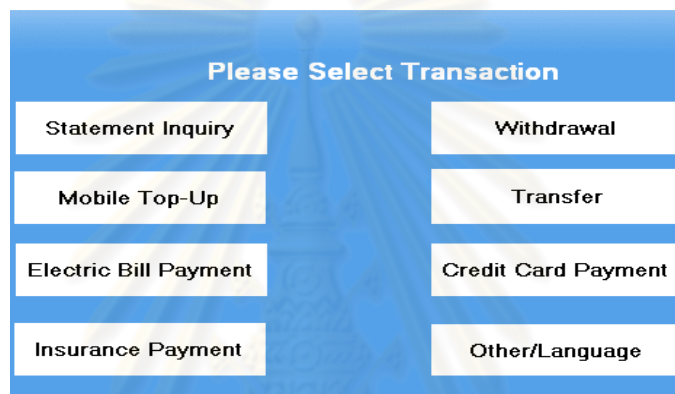 Please Select Transaction
Statement Inquiry
Withdrawal
Mobile Top-Up
Transfer
Electric Bill Payment
Credit Card Payment
Insurance Payment
Other/Language